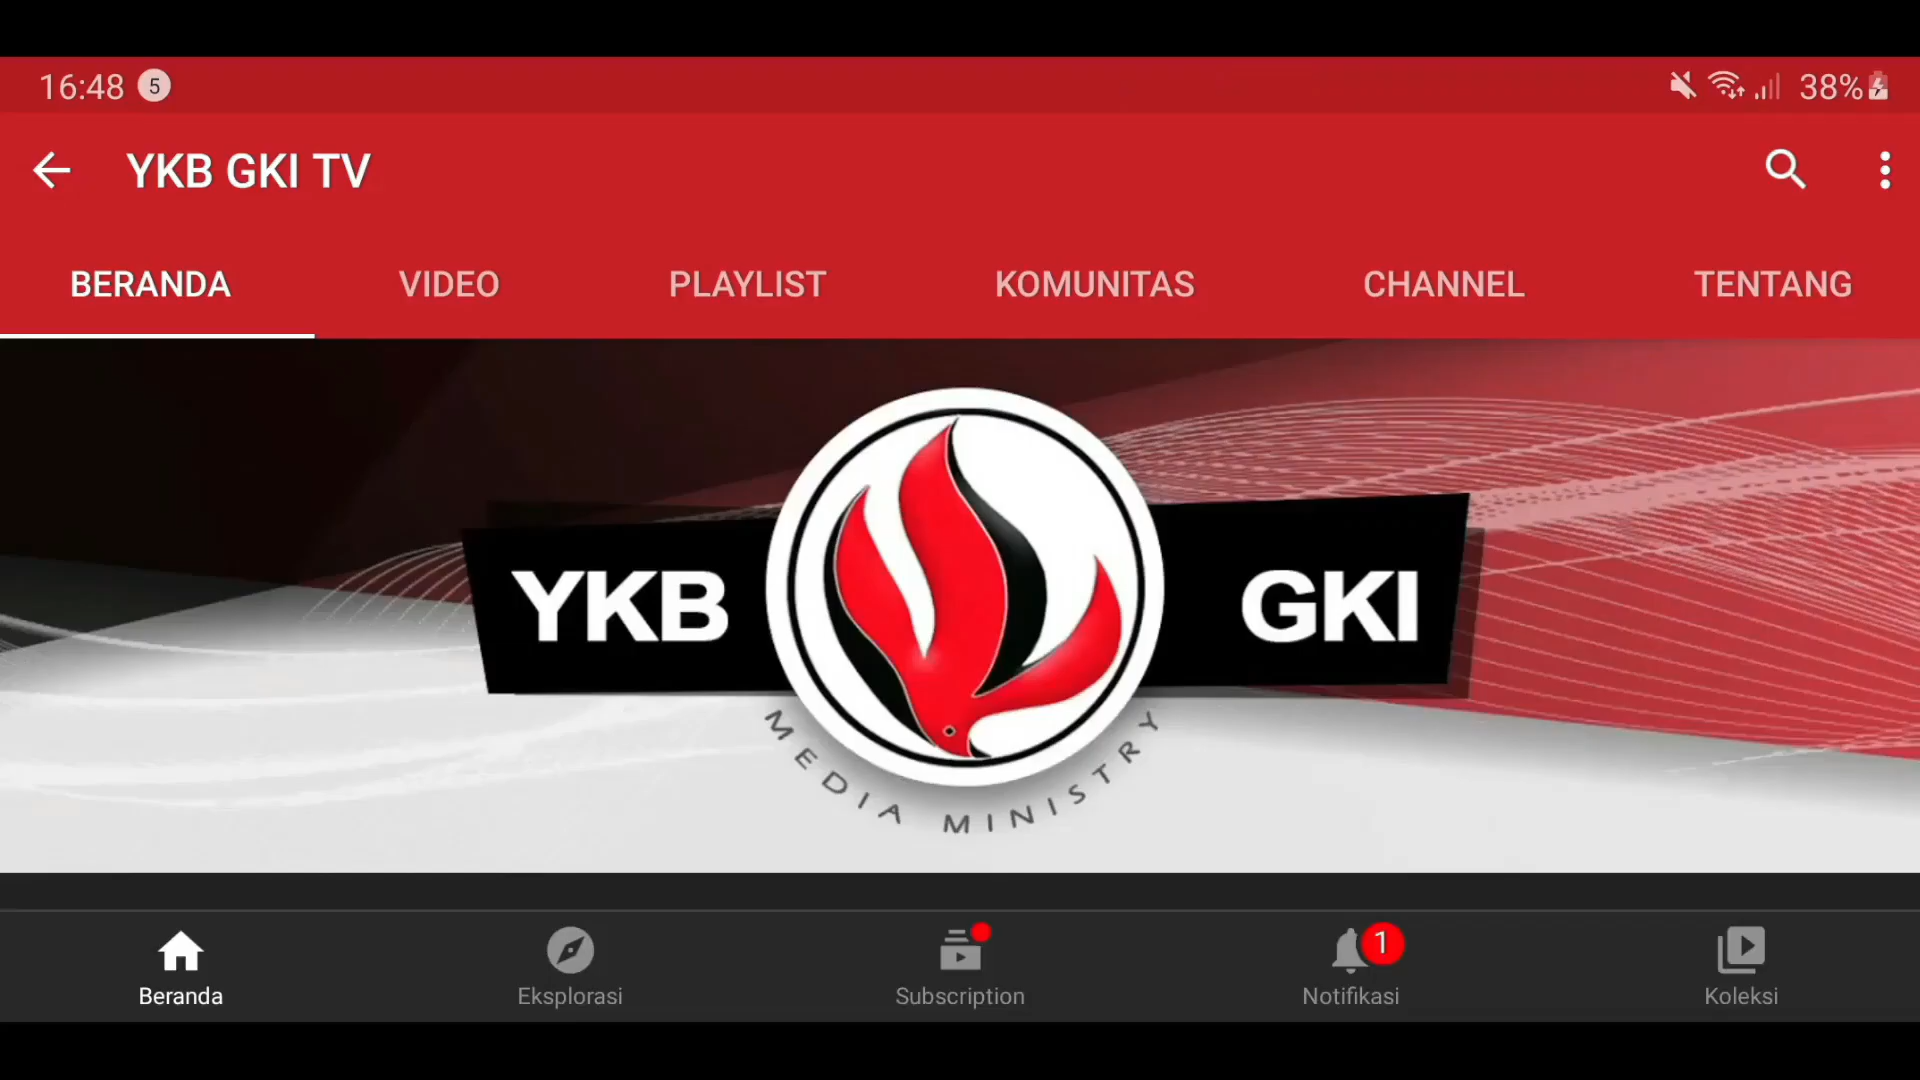 16:48 5 38%
YKB GKI TV
BERANDA VIDEO PLAYLIST KOMUNITAS CHANNEL TENTANG
YKB GKI
MEDIA MINISTRY
1
Beranda Eksplorasi Subscription Notifikasi Koleksi